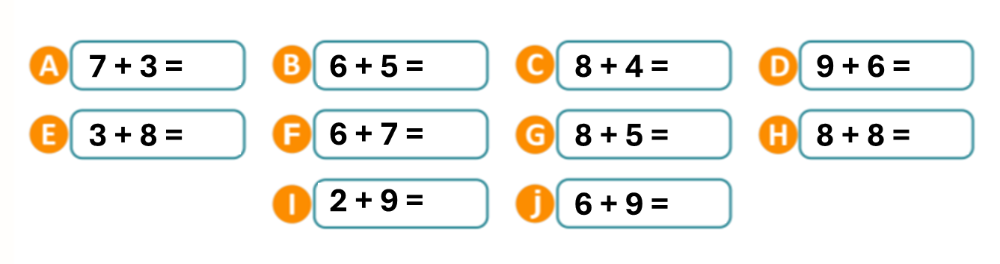 A 7 + 3 = B 6 + 5 = C 8 + 4 = D 9 + 6 =
E 3 + 8 = F 6 + 7 = G 8 + 5 = H 8 + 8 =
I 2 + 9 = j 6 + 9 =